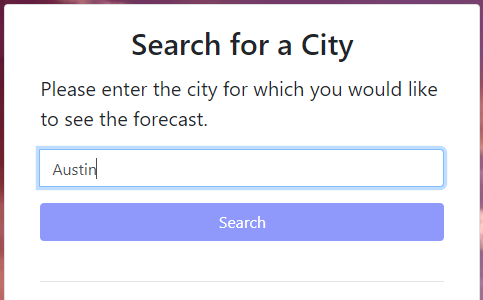 Search for a City
Please enter the city for which you would like
to see the forecast.
Austin
Search